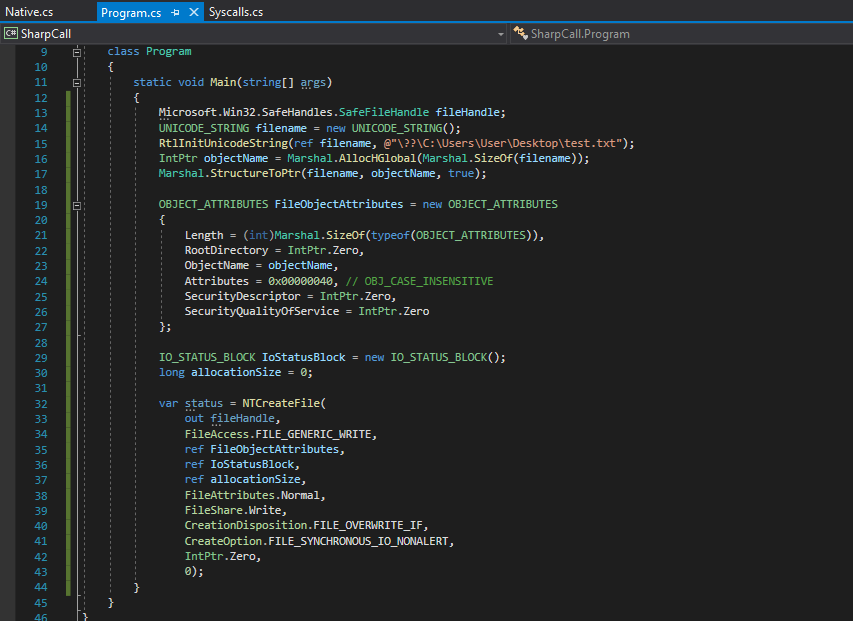 Native.cs Program.cs Syscalls.cs
C# SharpCall SharpCall.Program
9 class Program
10 {
11 static void Main(string[] args)
12 {
13 Microsoft.Win32.SafeHandles.SafeFileHandle fileHandle;
14 UNICODE_STRING filename = new UNICODE_STRING();
15 RtlInitUnicodeString(ref filename, @"\??\C:\Users\User\Desktop\test.txt");
16 IntPtr objectName = Marshal.AllocHGlobal(Marshal.SizeOf(filename));
17 Marshal.StructureToPtr(filename, objectName, true);
18
19 OBJECT_ATTRIBUTES FileObjectAttributes = new OBJECT_ATTRIBUTES
20 {
21 Length = (int)Marshal.SizeOf(typeof(OBJECT_ATTRIBUTES)),
22 RootDirectory = IntPtr.Zero,
23 ObjectName = objectName,
24 Attributes = 0x00000040, // OBJ_CASE_INSENSITIVE
25 SecurityDescriptor = IntPtr.Zero,
26 SecurityQualityOfService = IntPtr.Zero
27 };
28
29 IO_STATUS_BLOCK IoStatusBlock = new IO_STATUS_BLOCK();
30 long allocationSize = 0;
31
32 var status = NTCreateFile(
33 out fileHandle,
34 FileAccess.FILE_GENERIC_WRITE,
35 ref FileObjectAttributes,
36 ref IoStatusBlock,
37 ref allocationSize,
38 FileAttributes.Normal,
39 FileShare.Write,
40 CreationDisposition.FILE_OVERWRITE_IF,
41 CreateOption.FILE_SYNCHRONOUS_IO_NONALERT,
42 IntPtr.Zero,
43 0);
44 }
45 }
46 }